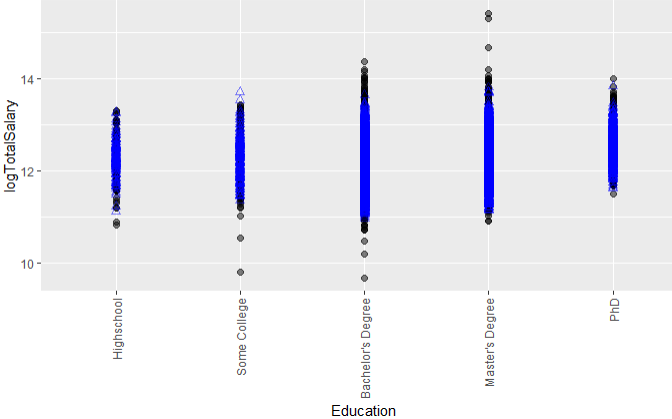 logTotalSalary
14
12
10
Highschool
Some College
Bachelor's Degree
Master's Degree
PhD
Education